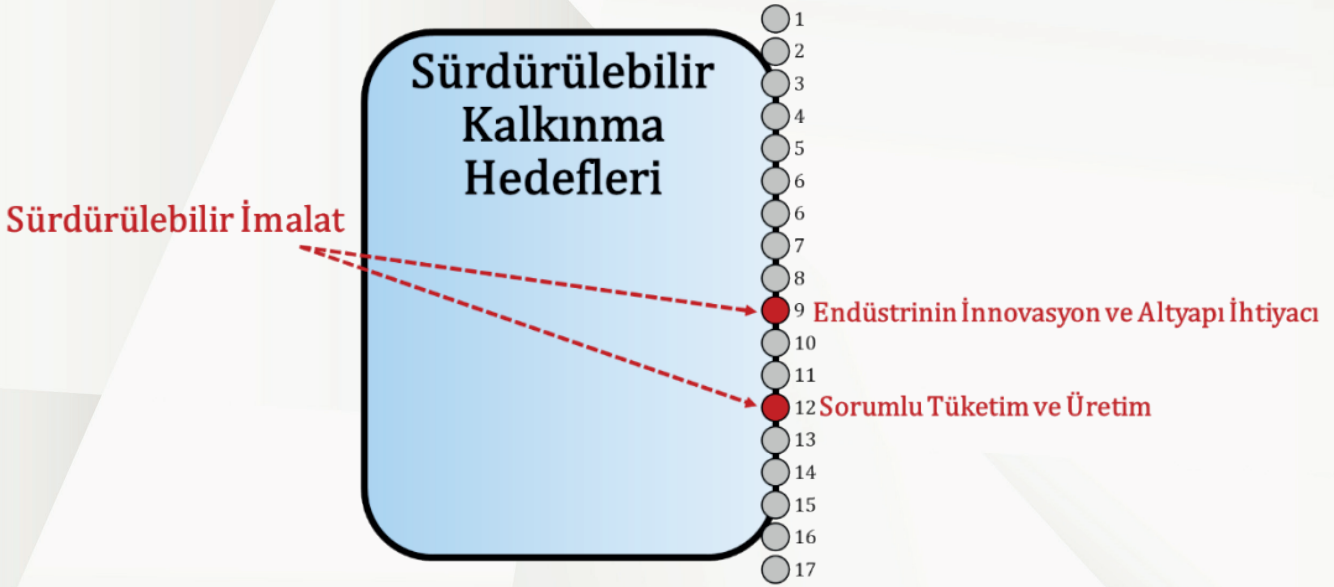 Sürdürülebilir
Kalkınma
Hedefleri
Sürdürülebilir İmalat
1
2
3
4
5
6
6
7
8
9 Endüstrinin İnnovasyon ve Altyapı İhtiyacı
10
11
12 Sorumlu Tüketim ve Üretim
13
14
15
16
17